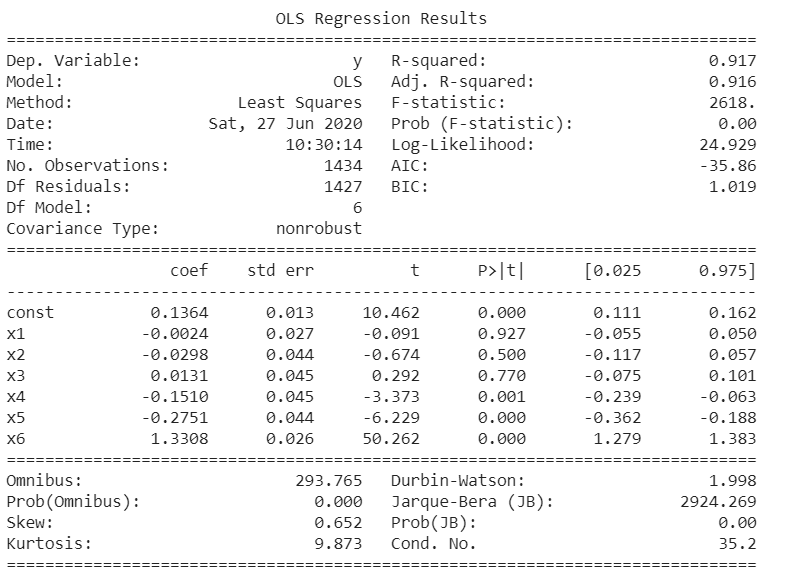 OLS Regression Results
==============================================================================
Dep. Variable:                      y   R-squared:                       0.917
Model:                            OLS   Adj. R-squared:                  0.916
Method:                 Least Squares   F-statistic:                     2618.
Date:                Sat, 27 Jun 2020   Prob (F-statistic):               0.00
Time:                        10:30:14   Log-Likelihood:                 24.929
No. Observations:                1434   AIC:                            -35.86
Df Residuals:                    1427   BIC:                             1.019
Df Model:                           6
Covariance Type:            nonrobust
==============================================================================
                 coef    std err          t      P>|t|      [0.025      0.975]
------------------------------------------------------------------------------
const          0.1364      0.013     10.462      0.000       0.111       0.162
x1            -0.0024      0.027     -0.091      0.927      -0.055       0.050
x2            -0.0298      0.044     -0.674      0.500      -0.117       0.057
x3             0.0131      0.045      0.292      0.770      -0.075       0.101
x4            -0.1510      0.045     -3.373      0.001      -0.239      -0.063
x5            -0.2751      0.044     -6.229      0.000      -0.362      -0.188
x6             1.3308      0.026     50.262      0.000       1.279       1.383
==============================================================================
Omnibus:                      293.765   Durbin-Watson:                   1.998
Prob(Omnibus):                  0.000   Jarque-Bera (JB):             2924.269
Skew:                           0.652   Prob(JB):                         0.00
Kurtosis:                       9.873   Cond. No.                         35.2
==============================================================================